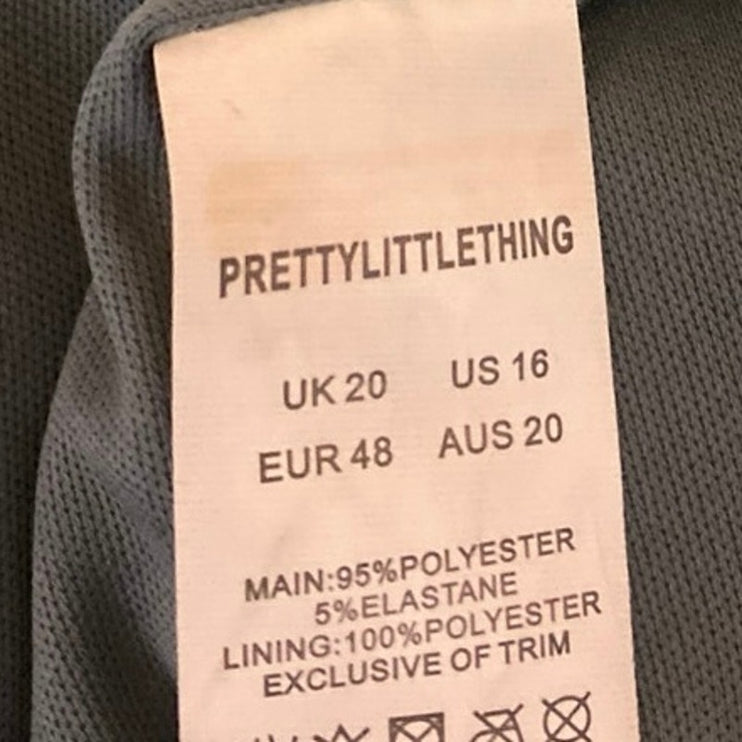 PRETTYLITTLETHING
UK 20 US 16
EUR 48 AUS 20
MAIN:95%POLYESTER
5%ELASTANE
LINING:100%POLYESTER
EXCLUSIVE OF TRIM